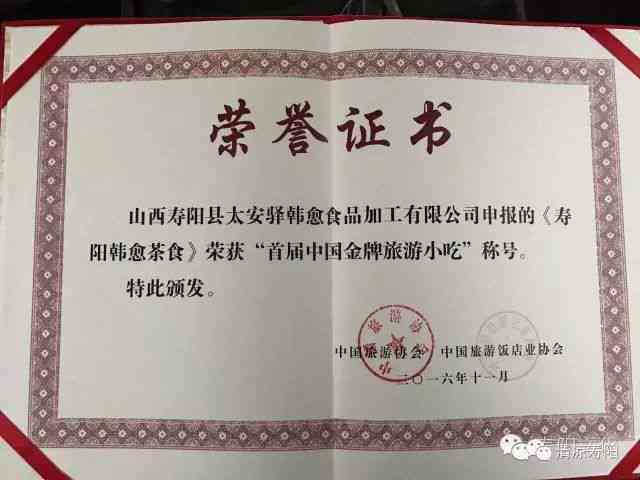 荣誉证书
山西寿阳县太安驿韩愈食品加工有限公司申报的《寿
阳韩愈茶食》荣获“首届中国金牌旅游小吃”称号。
特此颁发。
中国旅游协会 中国旅游饭店业协会
二〇一六年十一月